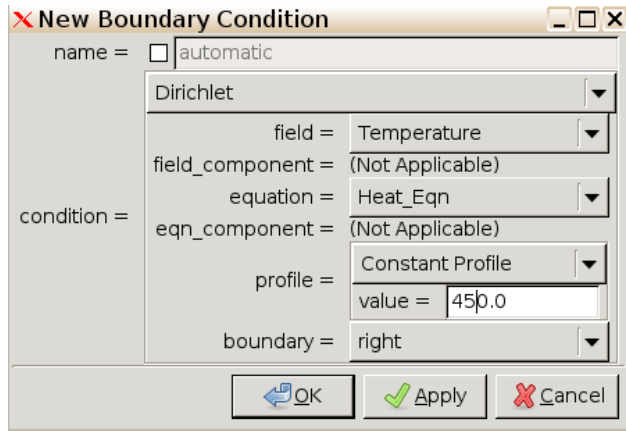 New Boundary Condition
name = automatic
Dirichlet
condition =
field = Temperature
field_component = (Not Applicable)
equation = Heat_Eqn
eqn_component = (Not Applicable)
profile = Constant Profile
value = 450.0
boundary = right
OK Apply Cancel